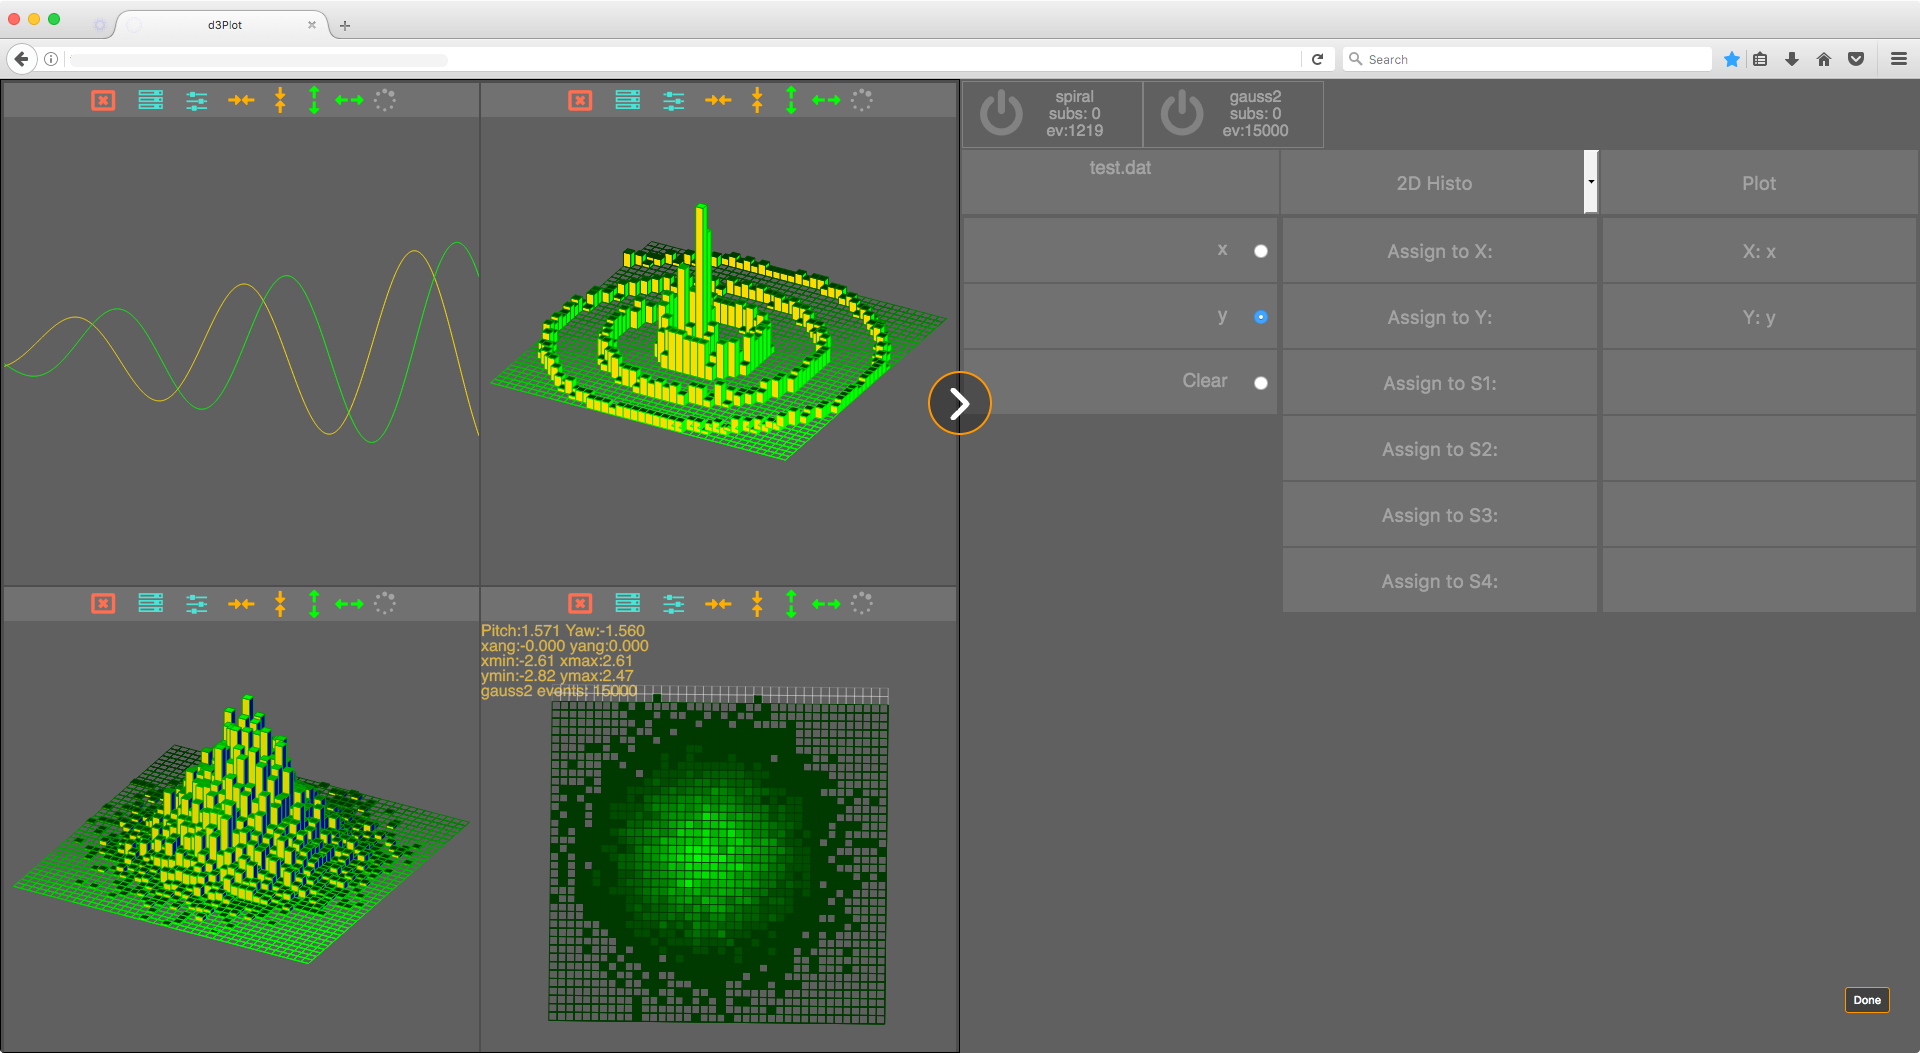 d3Plot
Search
spiral
subs: 0
ev:1219
gauss2
subs: 0
ev:15000
test.dat
2D Histo
Plot
x
Assign to X:
X: x
y
Assign to Y:
Y: y
Clear
Assign to S1:
Assign to S2:
Assign to S3:
Assign to S4:
Pitch:1.571 Yaw:-1.560
xang:-0.000 yang:0.000
xmin:-2.61 xmax:2.61
ymin:-2.82 ymax:2.47
gauss2 events: 15000
Done